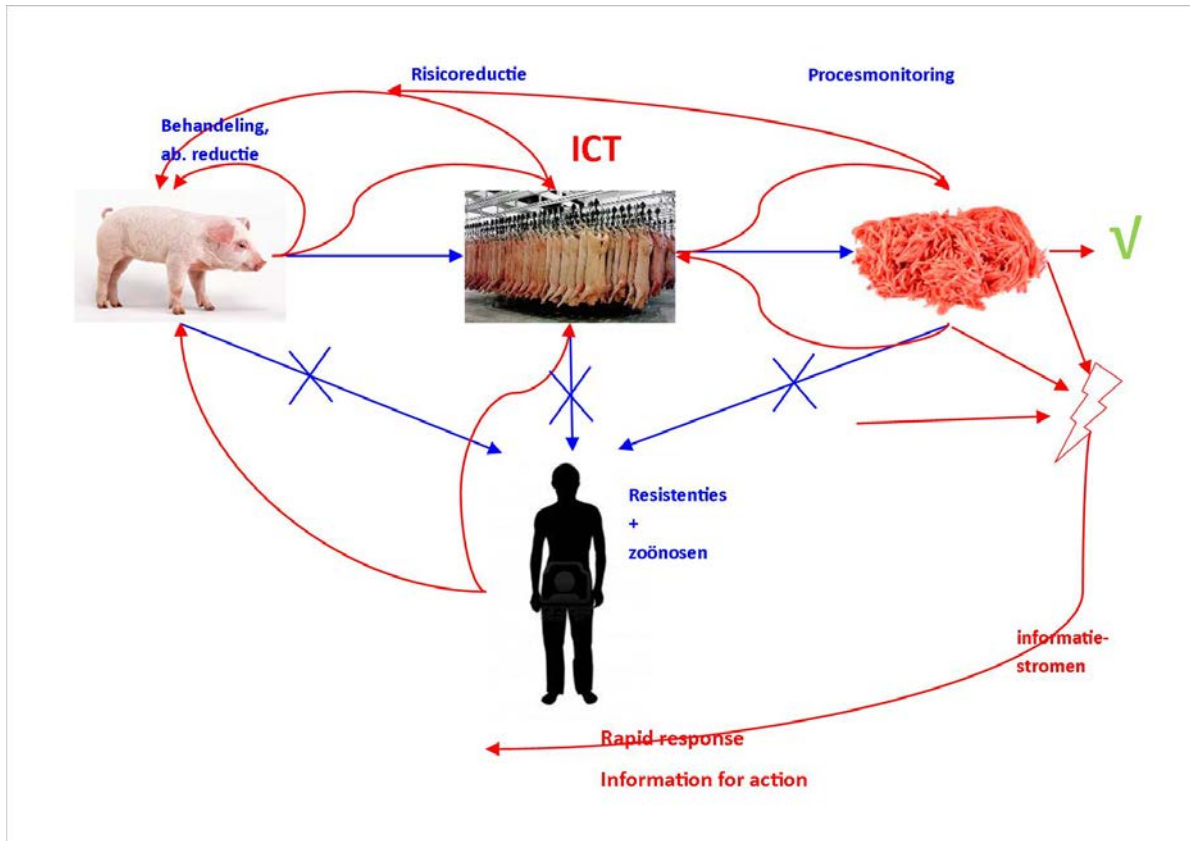 Risicoreductie
Procesmonitoring
Behandeling,
ab. reductie
ICT
√
Resistenties
+
zoönosen
informatie-
stromen
Rapid response
Information for action